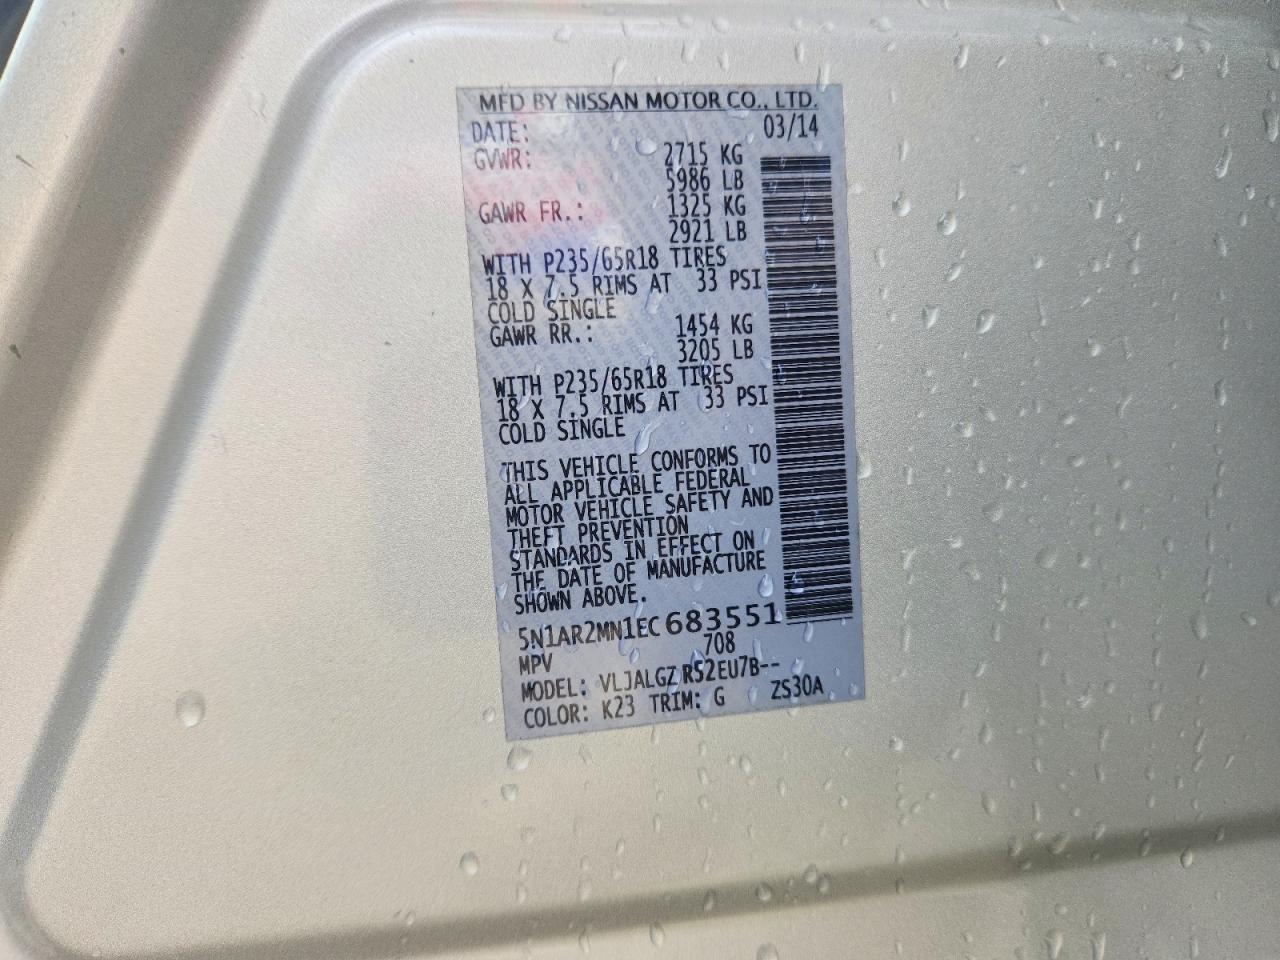 MFD BY NISSAN MOTOR CO., LTD.
DATE: 03/14
GVWR: 2715 KG
5986 LB
GAWR FR.: 1325 KG
2921 LB
WITH P235/65R18 TIRES
18 X 7.5 RIMS AT 33 PSI
COLD SINGLE
GAWR RR.: 1454 KG
3205 LB
WITH P235/65R18 TIRES
18 X 7.5 RIMS AT 33 PSI
COLD SINGLE
THIS VEHICLE CONFORMS TO
ALL APPLICABLE FEDERAL
MOTOR VEHICLE SAFETY AND
THEFT PREVENTION
STANDARDS IN EFFECT ON
THE DATE OF MANUFACTURE
SHOWN ABOVE.
5N1AR2MN1EC683551
MPV 708
MODEL: VLJALGZ R52EU7B--
COLOR: K23 TRIM: G ZS30A